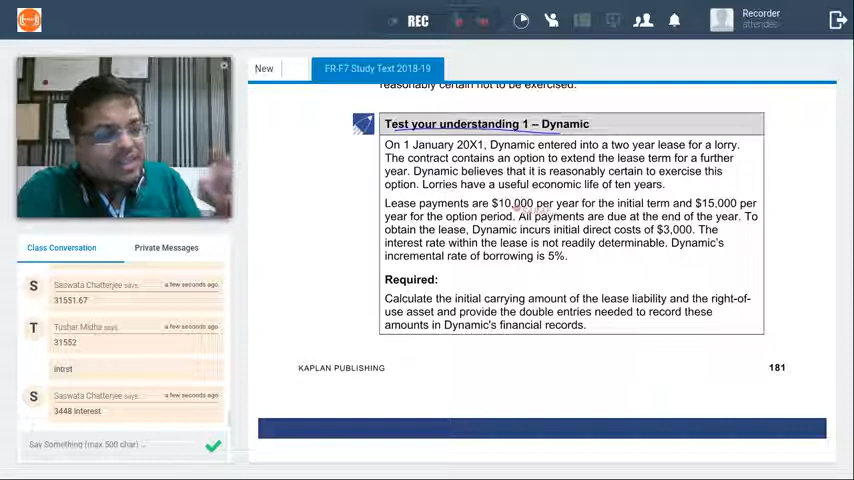 REC
Recorder
attendee
New
FR-F7 Study Text 2018-19
reasonably certain not to be exercised.
Test your understanding 1 – Dynamic
On 1 January 20X1, Dynamic entered into a two year lease for a lorry.
The contract contains an option to extend the lease term for a further
year. Dynamic believes that it is reasonably certain to exercise this
option. Lorries have a useful economic life of ten years.
Lease payments are $10,000 per year for the initial term and $15,000 per
year for the option period. All payments are due at the end of the year. To
obtain the lease, Dynamic incurs initial direct costs of $3,000. The
interest rate within the lease is not readily determinable. Dynamic's
incremental rate of borrowing is 5%.
Required:
Calculate the initial carrying amount of the lease liability and the right-of-
use asset and provide the double entries needed to record these
amounts in Dynamic's financial records.
KAPLAN PUBLISHING
181
Class Conversation
Private Messages
S
Saswata Chatterjee says:
a few seconds ago
31551.67
T
Tushar Midha says:
a few seconds ago
31552
intrst
S
Saswata Chatterjee says:
a few seconds ago
3448 interest
Say Something (max 500 char) ...